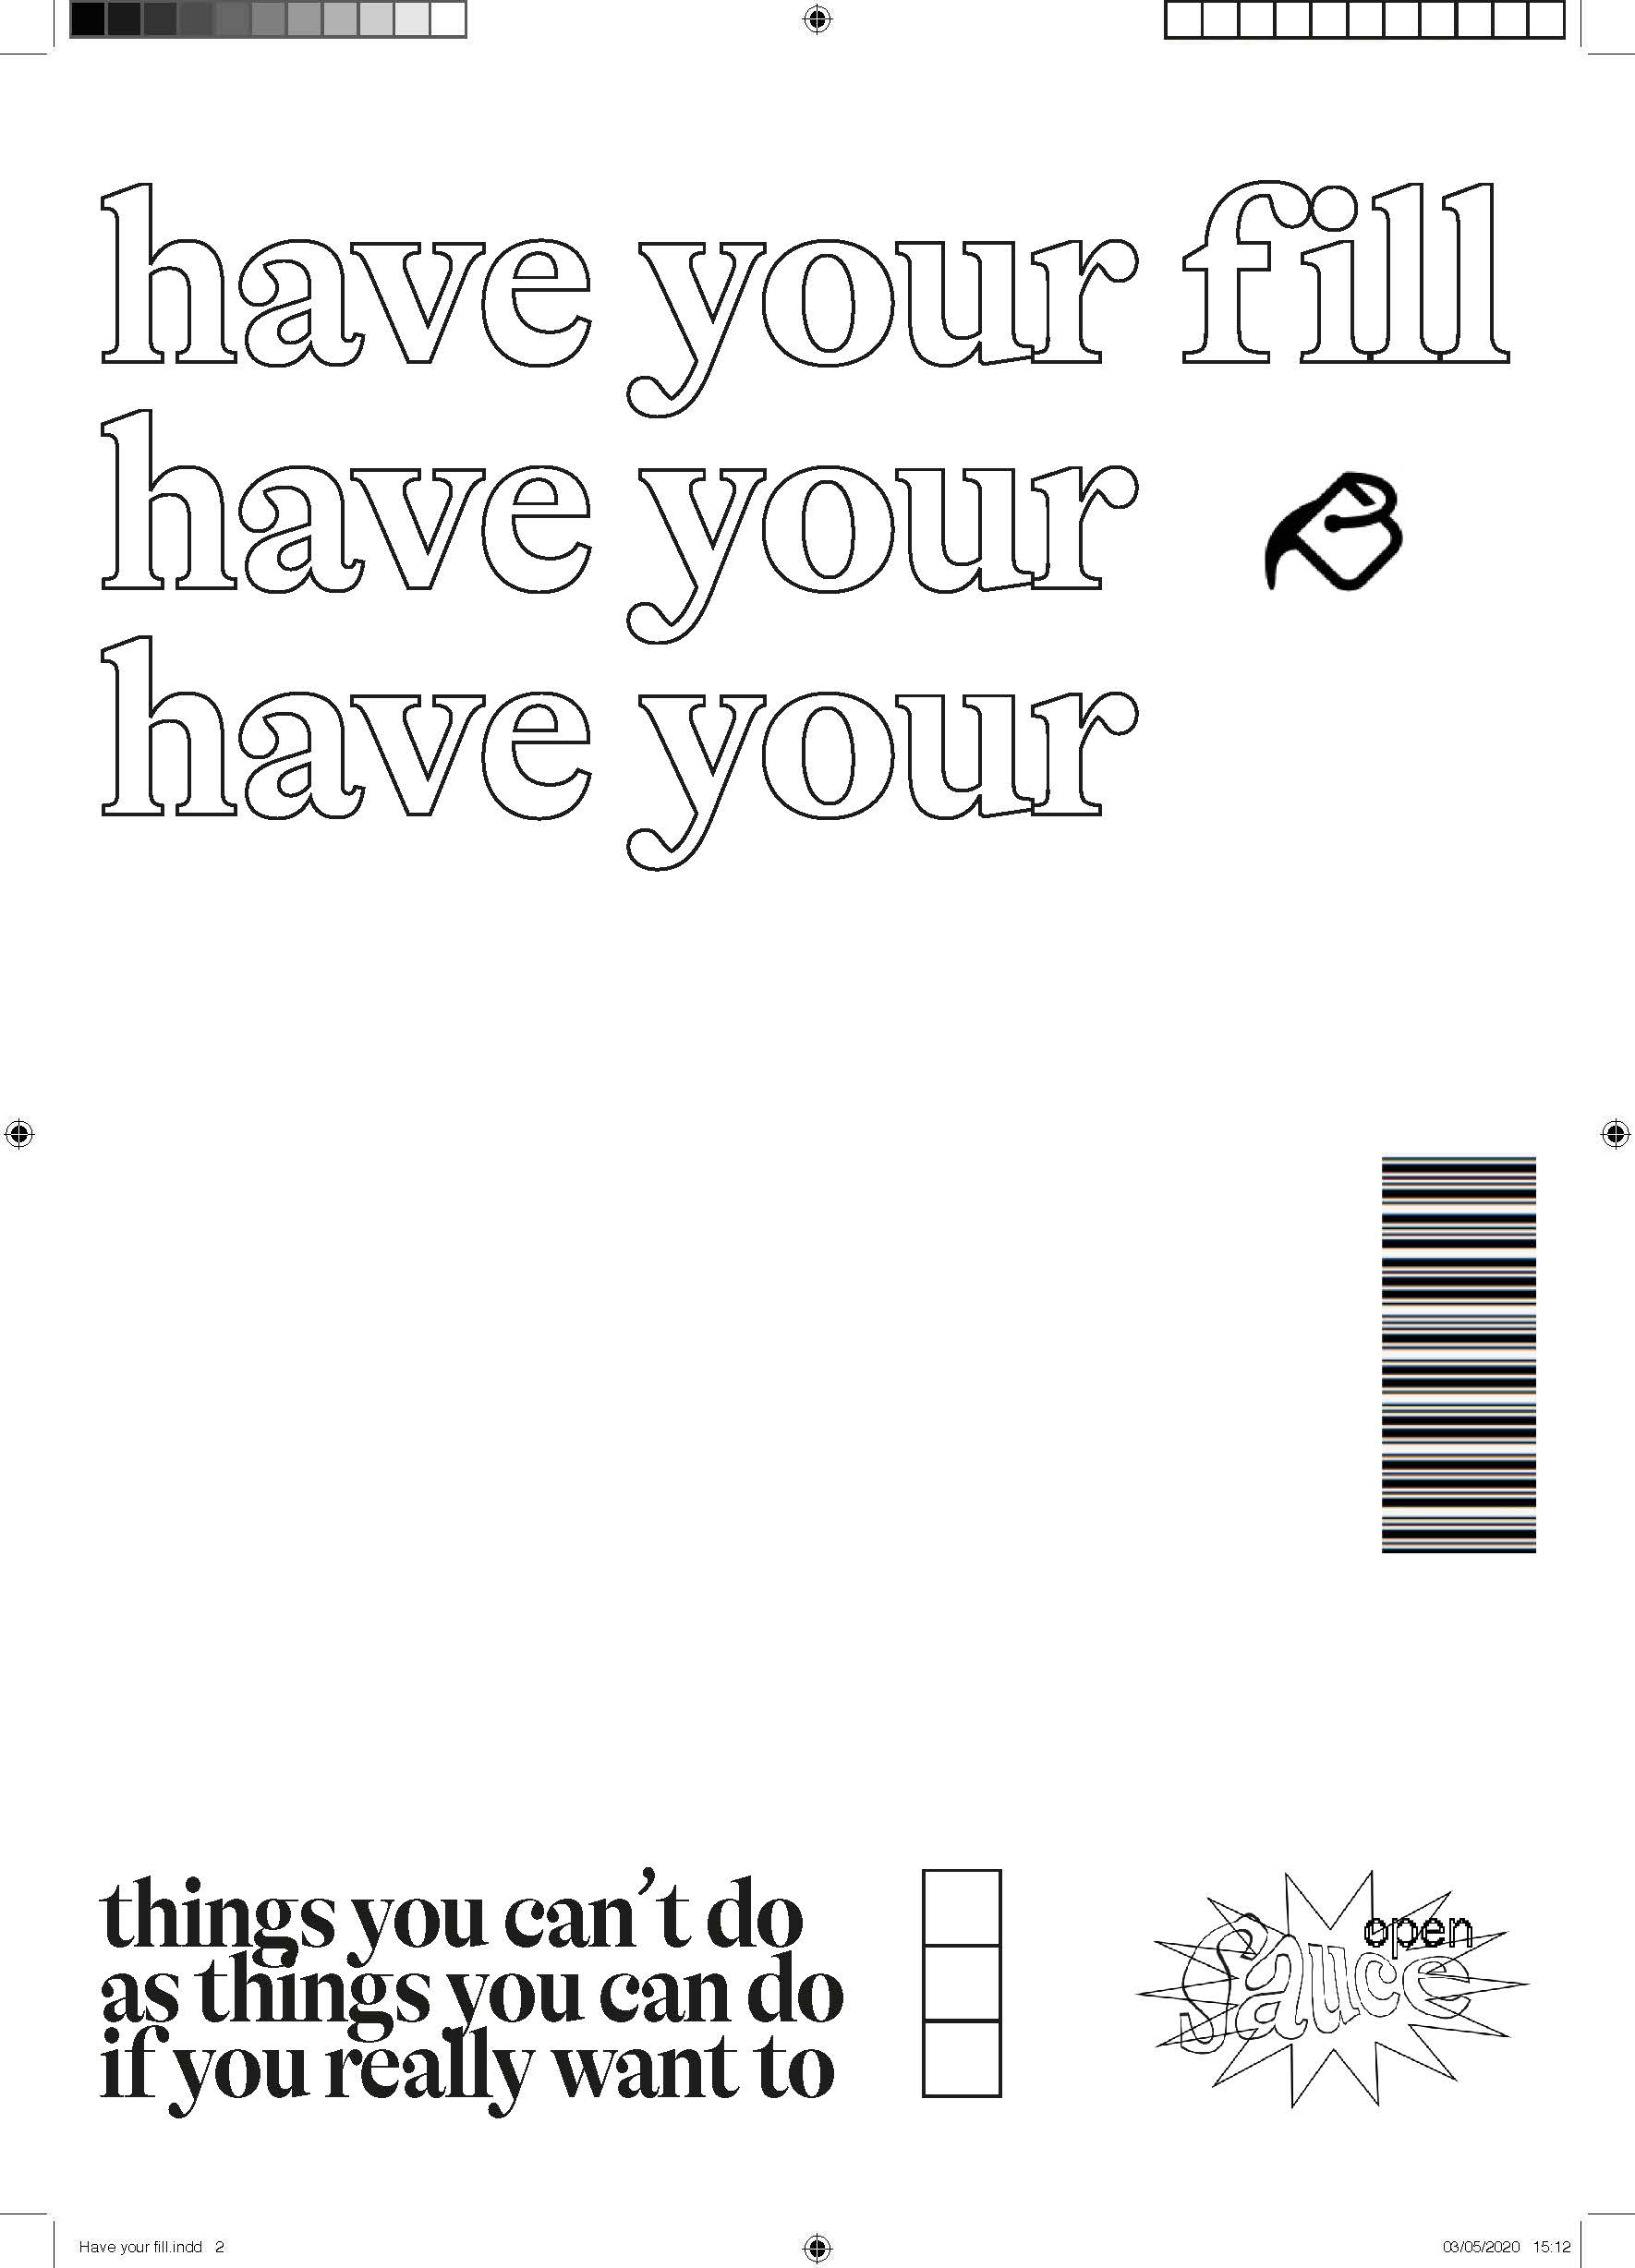 have your fill
have your
have your
things you can’t do
as things you can do
if you really want to
open
sauce
Have your fill.indd 2
03/05/2020 15:12